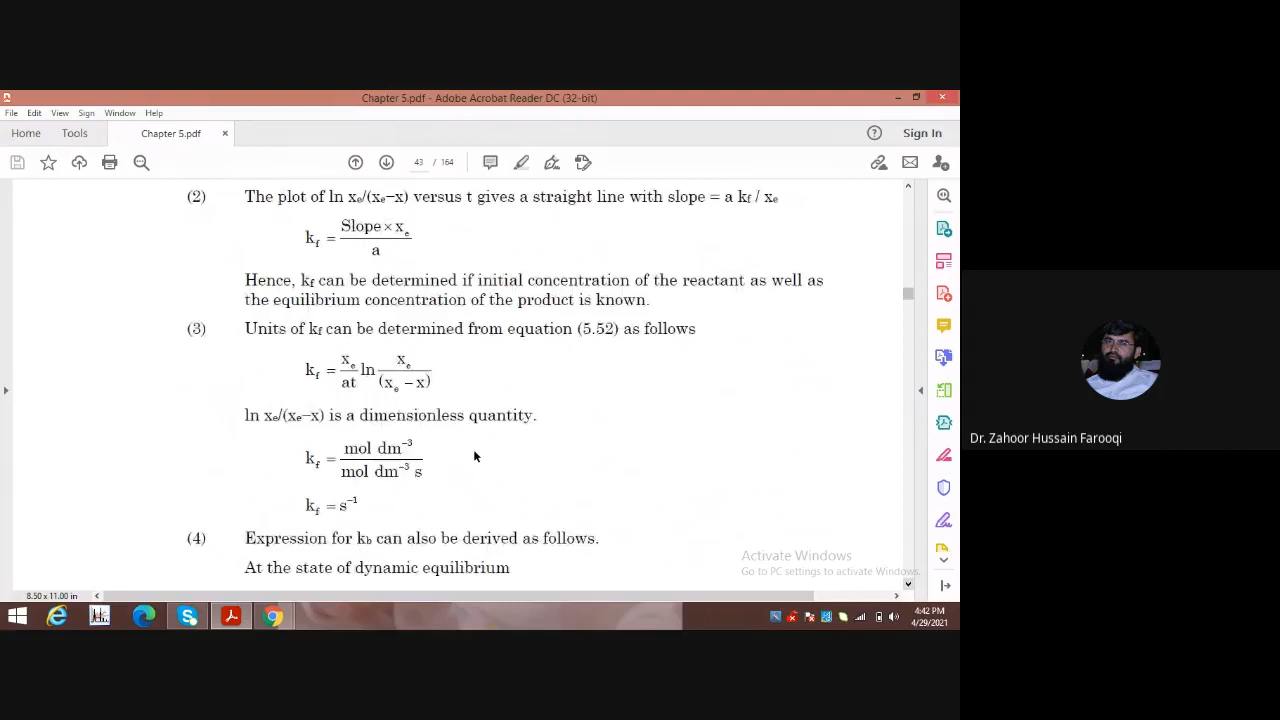 Chapter 5.pdf - Adobe Acrobat Reader DC (32-bit)
File Edit View Sign Window Help
Home Tools Chapter 5.pdf × Sign In
43 / 164
(2) The plot of ln xₑ/(xₑ−x) versus t gives a straight line with slope = a k_f / xₑ
k_f = Slope × xₑ / a
Hence, k_f can be determined if initial concentration of the reactant as well as
the equilibrium concentration of the product is known.
(3) Units of k_f can be determined from equation (5.52) as follows
k_f = xₑ / at ln xₑ / (xₑ − x)
ln xₑ/(xₑ−x) is a dimensionless quantity.
k_f = mol dm⁻³ / mol dm⁻³ s
k_f = s⁻¹
(4) Expression for k_b can also be derived as follows.
At the state of dynamic equilibrium
Activate Windows
Go to PC settings to activate Windows.
8.50 x 11.00 in
4:42 PM
4/29/2021
Dr. Zahoor Hussain Farooqi